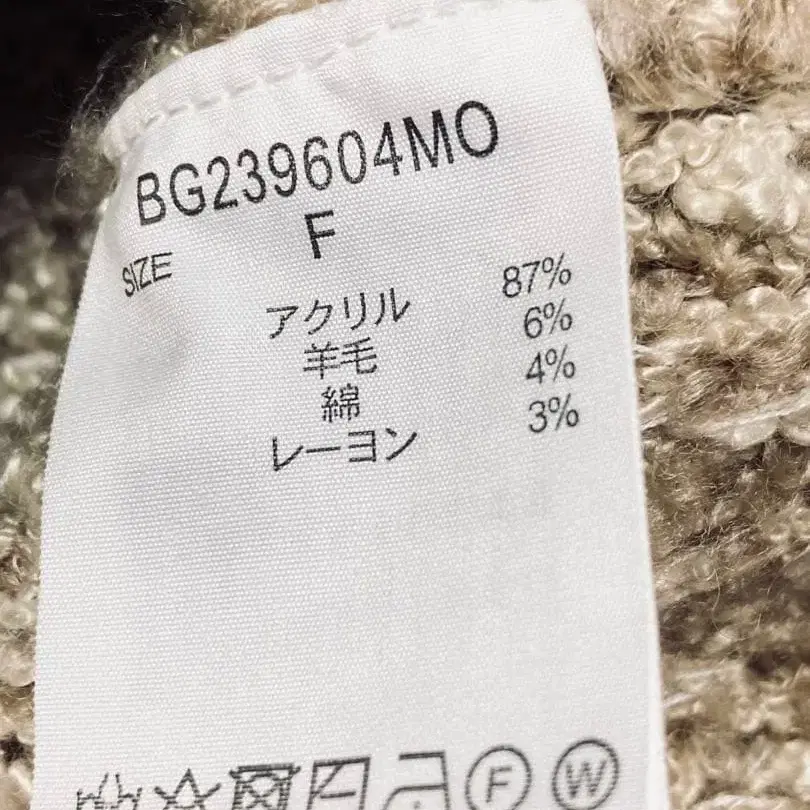 BG239604MO
SIZE F
アクリル 87%
羊毛 6%
綿 4%
レーヨン 3%
F W